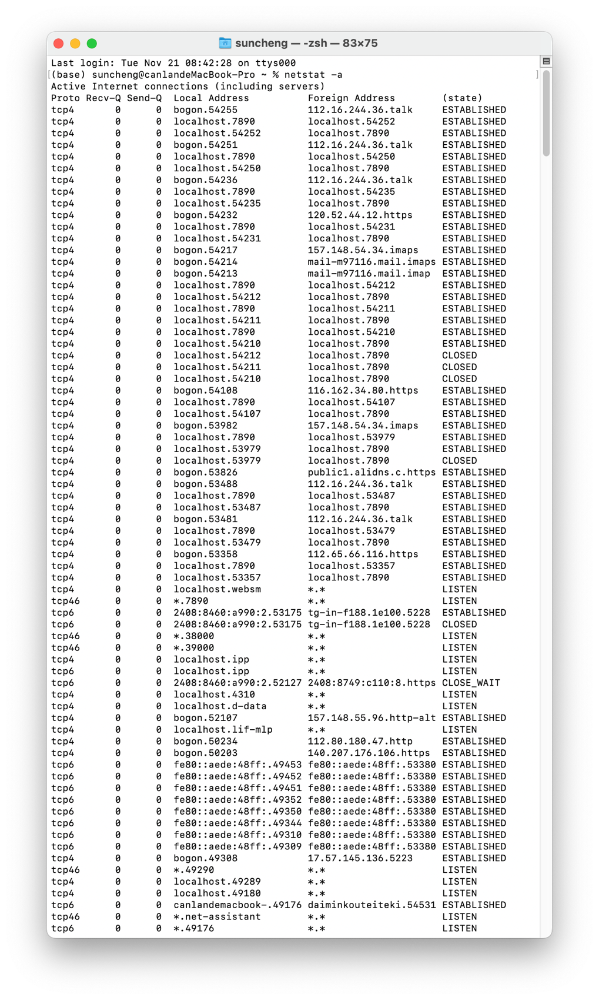 suncheng — -zsh — 83×75
Last login: Tue Nov 21 08:42:28 on ttys000
[(base) suncheng@canlandeMacBook-Pro ~ % netstat -a ]
Active Internet connections (including servers)
Proto Recv-Q Send-Q  Local Address          Foreign Address        (state)
tcp4       0      0  bogon.54255            112.16.244.36.talk     ESTABLISHED
tcp4       0      0  localhost.7890         localhost.54252        ESTABLISHED
tcp4       0      0  localhost.54252        localhost.7890         ESTABLISHED
tcp4       0      0  bogon.54251            112.16.244.36.talk     ESTABLISHED
tcp4       0      0  localhost.7890         localhost.54250        ESTABLISHED
tcp4       0      0  localhost.54250        localhost.7890         ESTABLISHED
tcp4       0      0  bogon.54236            112.16.244.36.talk     ESTABLISHED
tcp4       0      0  localhost.7890         localhost.54235        ESTABLISHED
tcp4       0      0  localhost.54235        localhost.7890         ESTABLISHED
tcp4       0      0  bogon.54232            120.52.44.12.https     ESTABLISHED
tcp4       0      0  localhost.7890         localhost.54231        ESTABLISHED
tcp4       0      0  localhost.54231        localhost.7890         ESTABLISHED
tcp4       0      0  bogon.54217            157.148.54.34.imaps    ESTABLISHED
tcp4       0      0  bogon.54214            mail-m97116.mail.imaps ESTABLISHED
tcp4       0      0  bogon.54213            mail-m97116.mail.imap  ESTABLISHED
tcp4       0      0  localhost.7890         localhost.54212        ESTABLISHED
tcp4       0      0  localhost.54212        localhost.7890         ESTABLISHED
tcp4       0      0  localhost.7890         localhost.54211        ESTABLISHED
tcp4       0      0  localhost.54211        localhost.7890         ESTABLISHED
tcp4       0      0  localhost.7890         localhost.54210        ESTABLISHED
tcp4       0      0  localhost.54210        localhost.7890         ESTABLISHED
tcp4       0      0  localhost.54212        localhost.7890         CLOSED
tcp4       0      0  localhost.54211        localhost.7890         CLOSED
tcp4       0      0  localhost.54210        localhost.7890         CLOSED
tcp4       0      0  bogon.54108            116.162.34.80.https    ESTABLISHED
tcp4       0      0  localhost.7890         localhost.54107        ESTABLISHED
tcp4       0      0  localhost.54107        localhost.7890         ESTABLISHED
tcp4       0      0  bogon.53982            157.148.54.34.imaps    ESTABLISHED
tcp4       0      0  localhost.7890         localhost.53979        ESTABLISHED
tcp4       0      0  localhost.53979        localhost.7890         ESTABLISHED
tcp4       0      0  localhost.53979        localhost.7890         CLOSED
tcp4       0      0  bogon.53826            public1.alidns.c.https ESTABLISHED
tcp4       0      0  bogon.53488            112.16.244.36.talk     ESTABLISHED
tcp4       0      0  localhost.7890         localhost.53487        ESTABLISHED
tcp4       0      0  localhost.53487        localhost.7890         ESTABLISHED
tcp4       0      0  bogon.53481            112.16.244.36.talk     ESTABLISHED
tcp4       0      0  localhost.7890         localhost.53479        ESTABLISHED
tcp4       0      0  localhost.53479        localhost.7890         ESTABLISHED
tcp4       0      0  bogon.53358            112.65.66.116.https    ESTABLISHED
tcp4       0      0  localhost.7890         localhost.53357        ESTABLISHED
tcp4       0      0  localhost.53357        localhost.7890         ESTABLISHED
tcp4       0      0  localhost.websm        *.*                    LISTEN
tcp46      0      0  *.7890                 *.*                    LISTEN
tcp6       0      0  2408:8460:a990:2.53175 tg-in-f188.1e100.5228  ESTABLISHED
tcp6       0      0  2408:8460:a990:2.53175 tg-in-f188.1e100.5228  CLOSED
tcp46      0      0  *.38000                *.*                    LISTEN
tcp46      0      0  *.39000                *.*                    LISTEN
tcp4       0      0  localhost.ipp          *.*                    LISTEN
tcp6       0      0  localhost.ipp          *.*                    LISTEN
tcp6       0      0  2408:8460:a990:2.52127 2408:8749:c110:8.https CLOSE_WAIT
tcp4       0      0  localhost.4310         *.*                    LISTEN
tcp4       0      0  localhost.d-data       *.*                    LISTEN
tcp4       0      0  bogon.52107            157.148.55.96.http-alt ESTABLISHED
tcp4       0      0  localhost.lif-mlp      *.*                    LISTEN
tcp4       0      0  bogon.50234            112.80.180.47.http     ESTABLISHED
tcp4       0      0  bogon.50203            140.207.176.106.https  ESTABLISHED
tcp6       0      0  fe80::aede:48ff:.49453 fe80::aede:48ff:.53380 ESTABLISHED
tcp6       0      0  fe80::aede:48ff:.49452 fe80::aede:48ff:.53380 ESTABLISHED
tcp6       0      0  fe80::aede:48ff:.49451 fe80::aede:48ff:.53380 ESTABLISHED
tcp6       0      0  fe80::aede:48ff:.49352 fe80::aede:48ff:.53380 ESTABLISHED
tcp6       0      0  fe80::aede:48ff:.49350 fe80::aede:48ff:.53380 ESTABLISHED
tcp6       0      0  fe80::aede:48ff:.49344 fe80::aede:48ff:.53380 ESTABLISHED
tcp6       0      0  fe80::aede:48ff:.49310 fe80::aede:48ff:.53380 ESTABLISHED
tcp6       0      0  fe80::aede:48ff:.49309 fe80::aede:48ff:.53380 ESTABLISHED
tcp4       0      0  bogon.49308            17.57.145.136.5223     ESTABLISHED
tcp46      0      0  *.49290                *.*                    LISTEN
tcp4       0      0  localhost.49289        *.*                    LISTEN
tcp4       0      0  localhost.49180        *.*                    LISTEN
tcp6       0      0  canlandemacbook-.49176 daiminkouteiteki.54531 ESTABLISHED
tcp46      0      0  *.net-assistant        *.*                    LISTEN
tcp6       0      0  *.49176                *.*                    LISTEN